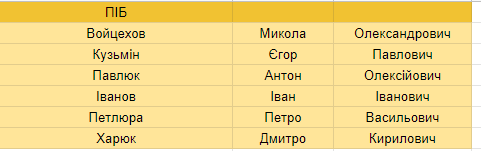 ПІБ
Войцехов Микола Олександрович
Кузьмін Єгор Павлович
Павлюк Антон Олексійович
Іванов Іван Іванович
Петлюра Петро Васильович
Харюк Дмитро Кирилович